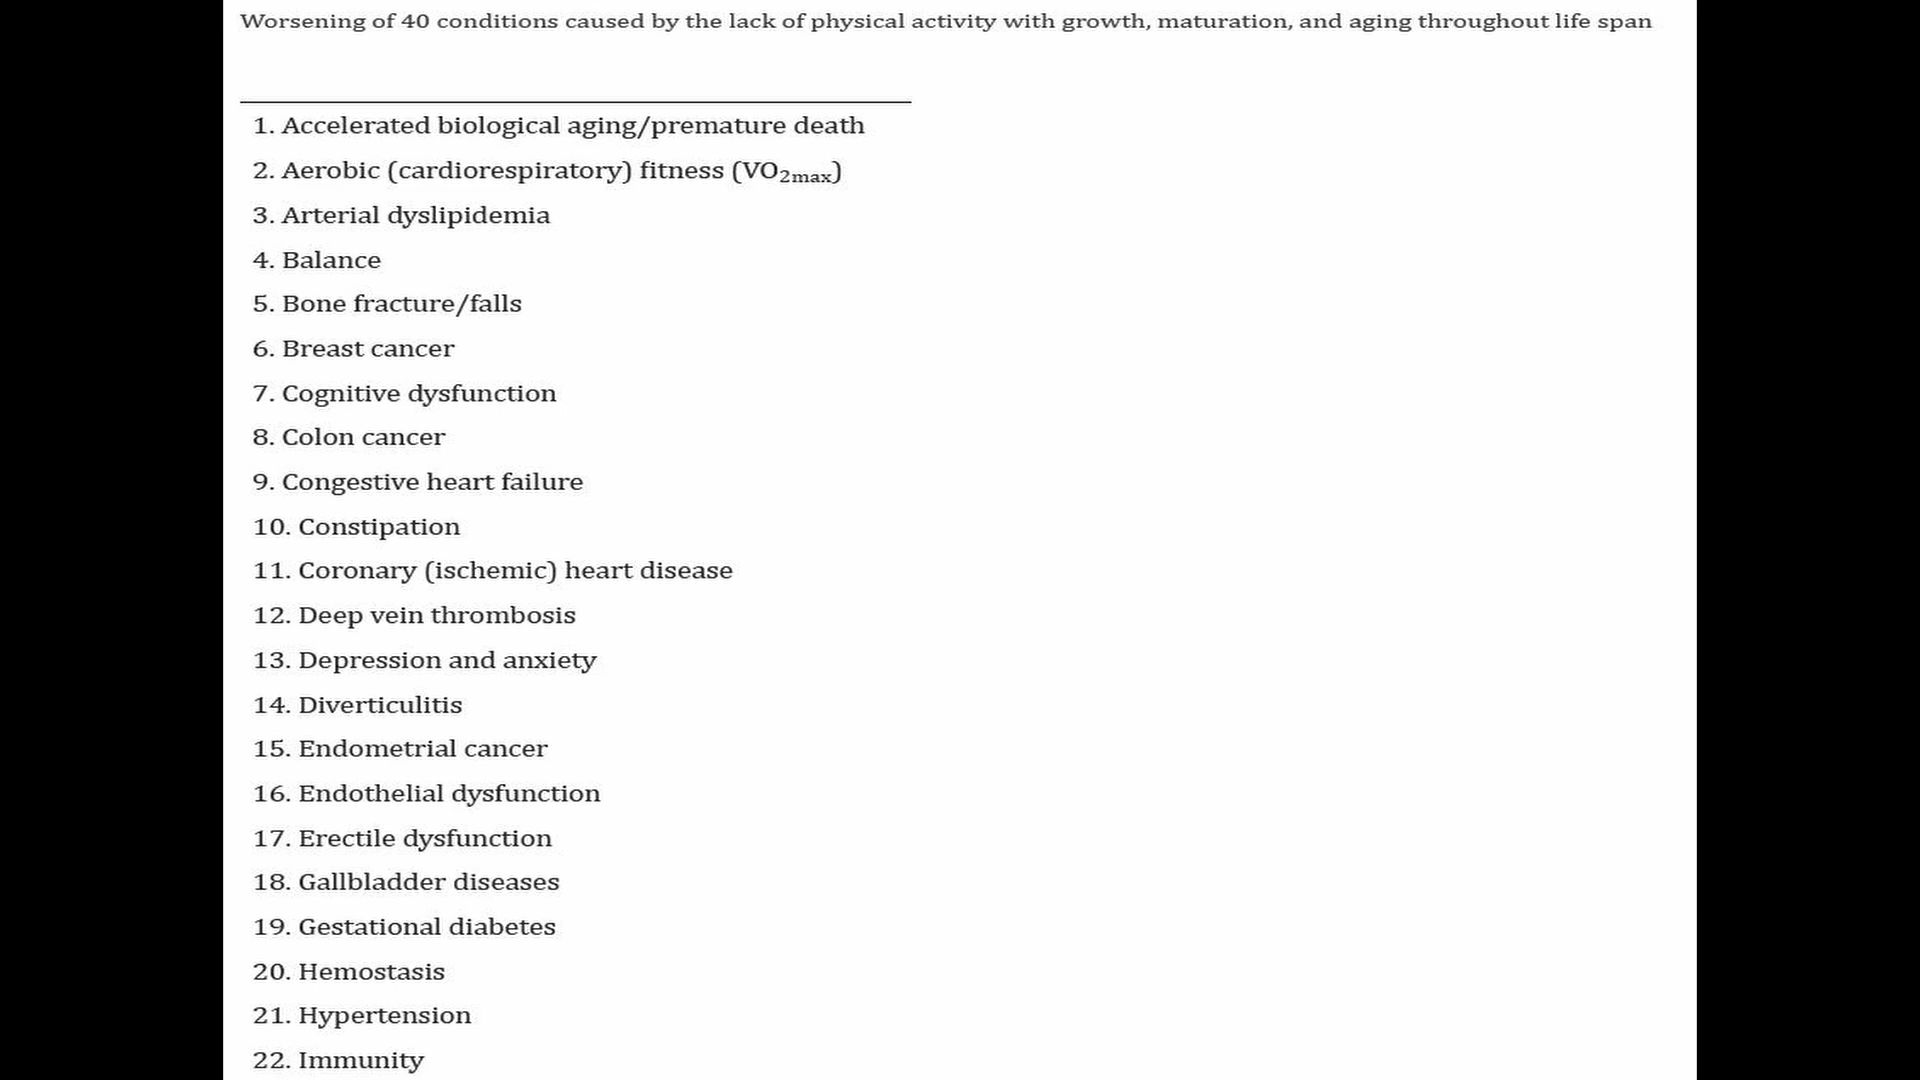 Worsening of 40 conditions caused by the lack of physical activity with growth, maturation, and aging throughout life span
1. Accelerated biological aging/premature death
2. Aerobic (cardiorespiratory) fitness (VO2max)
3. Arterial dyslipidemia
4. Balance
5. Bone fracture/falls
6. Breast cancer
7. Cognitive dysfunction
8. Colon cancer
9. Congestive heart failure
10. Constipation
11. Coronary (ischemic) heart disease
12. Deep vein thrombosis
13. Depression and anxiety
14. Diverticulitis
15. Endometrial cancer
16. Endothelial dysfunction
17. Erectile dysfunction
18. Gallbladder diseases
19. Gestational diabetes
20. Hemostasis
21. Hypertension
22. Immunity